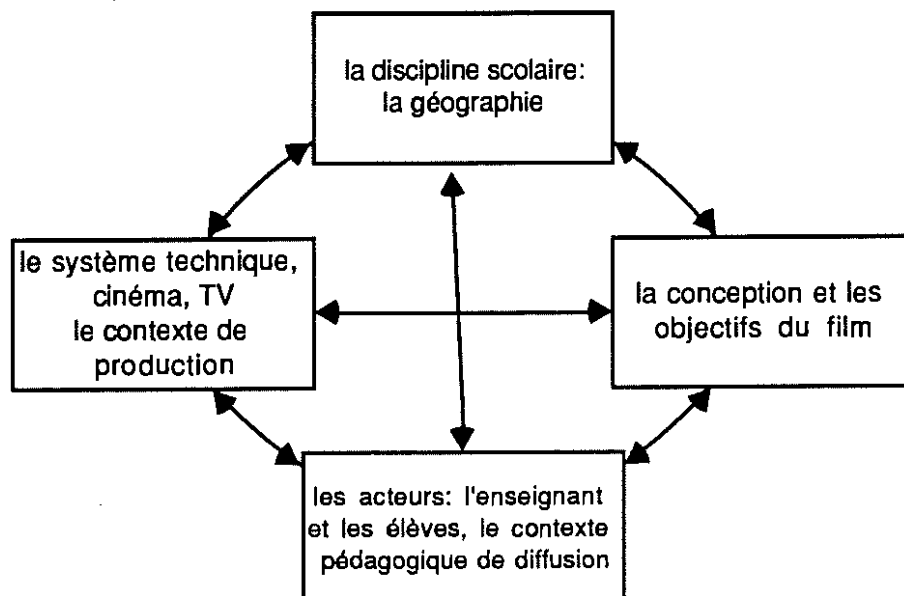 la discipline scolaire:
la géographie
le système technique,
cinéma, TV
le contexte de
production
la conception et les
objectifs du film
les acteurs: l'enseignant
et les élèves, le contexte
pédagogique de diffusion